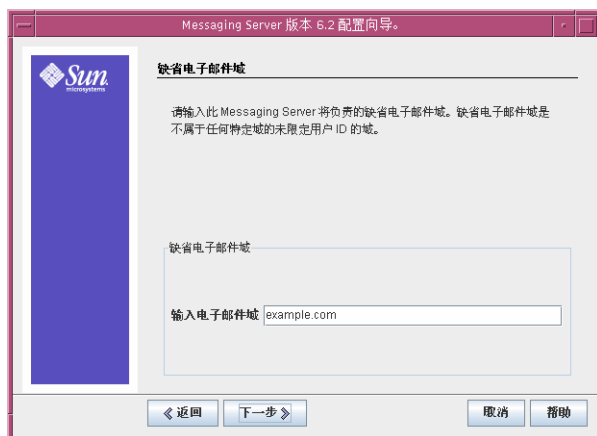 Messaging Server 版本 6.2 配置向导。
Sun
microsystems
缺省电子邮件域
请输入此 Messaging Server 将负责的缺省电子邮件域。缺省电子邮件域是
不属于任何特定域的未限定用户 ID 的域。
缺省电子邮件域
输入电子邮件域 example.com
返回 下一步 取消 帮助